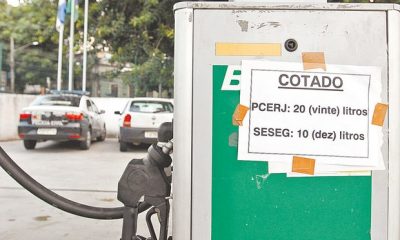 COTADO
PCERJ: 20 (vinte) litros
SESEG: 10 (dez) litros